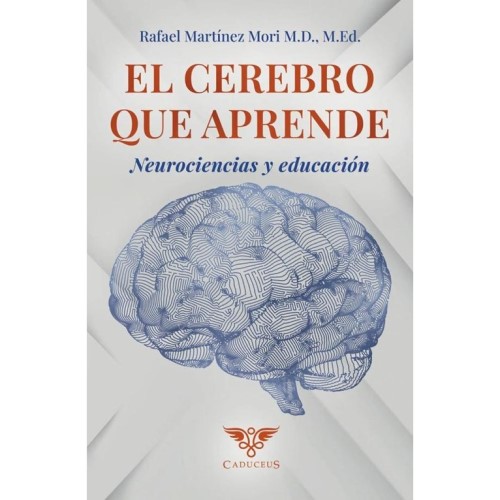 Rafael Martínez Mori M.D., M.Ed.
EL CEREBRO
QUE APRENDE
Neurociencias y educación
CADUCEUS